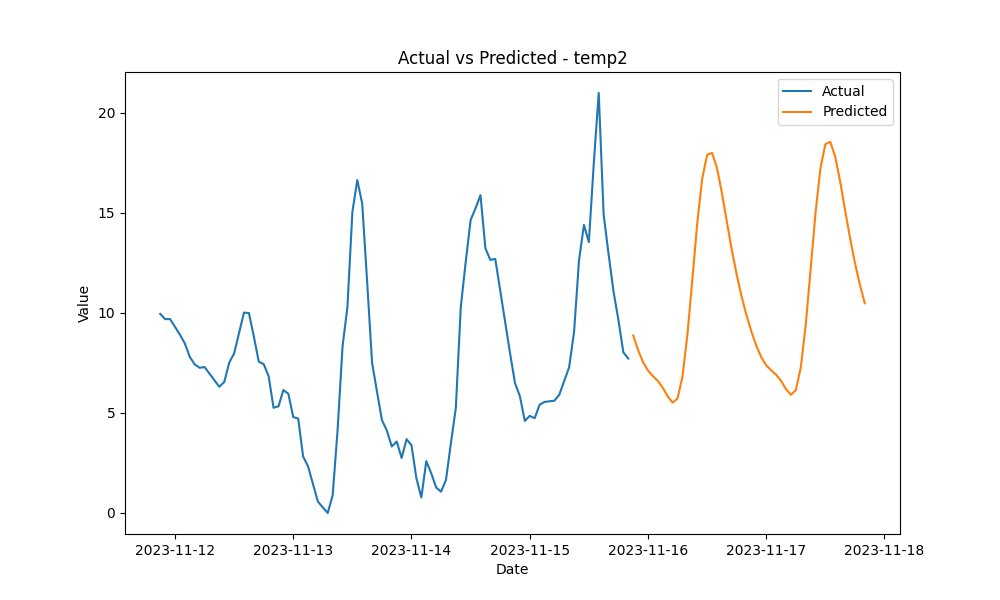 Actual vs Predicted - temp2
Actual
Predicted
Value
20
15
10
5
0
2023-11-12 2023-11-13 2023-11-14 2023-11-15 2023-11-16 2023-11-17 2023-11-18
Date